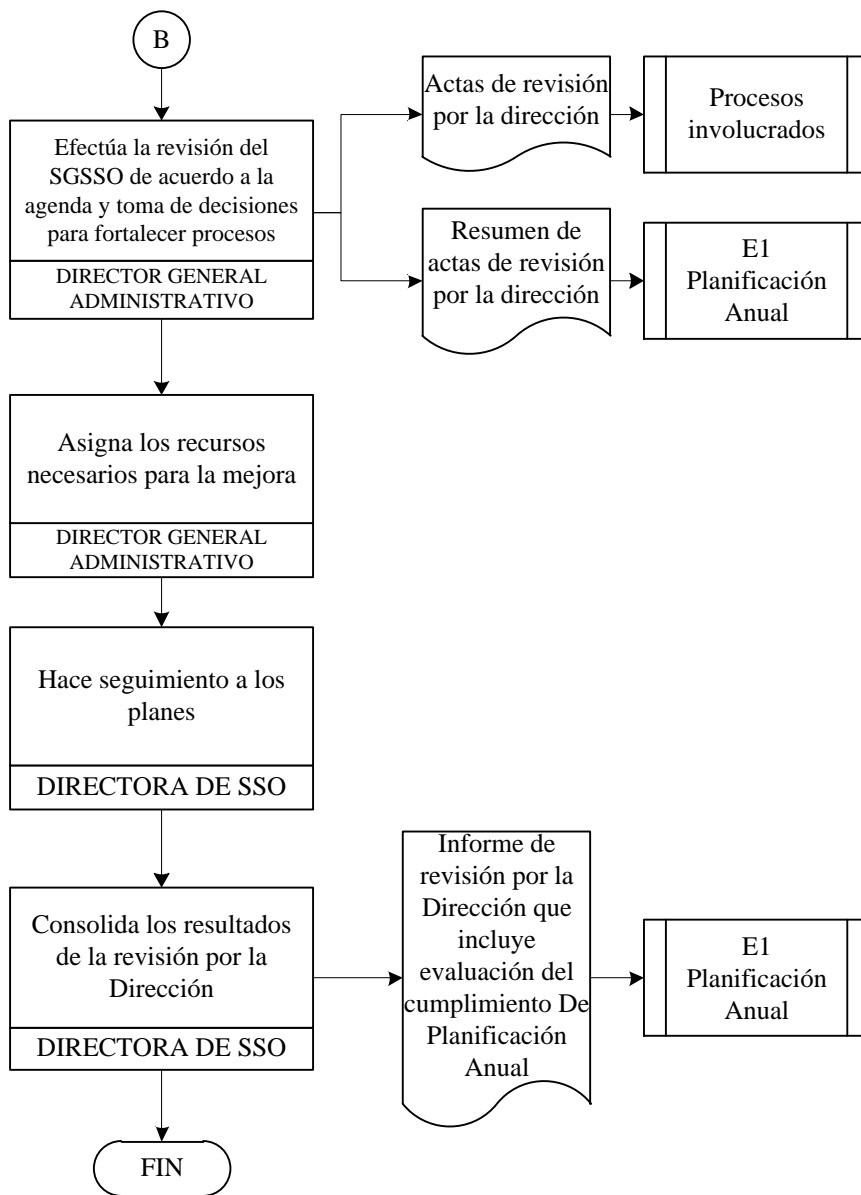 B
Efectúa la revisión del
SGSSO de acuerdo a la
agenda y toma de decisiones
para fortalecer procesos
DIRECTOR GENERAL
ADMINISTRATIVO
Actas de revisión
por la dirección
Procesos
involucrados
Resumen de
actas de revisión
por la dirección
E1
Planificación
Anual
Asigna los recursos
necesarios para la mejora
DIRECTOR GENERAL
ADMINISTRATIVO
Hace seguimiento a los
planes
DIRECTORA DE SSO
Consolida los resultados
de la revisión por la
Dirección
DIRECTORA DE SSO
Informe de
revisión por la
Dirección que
incluye
evaluación del
cumplimiento De
Planificación
Anual
E1
Planificación
Anual
FIN